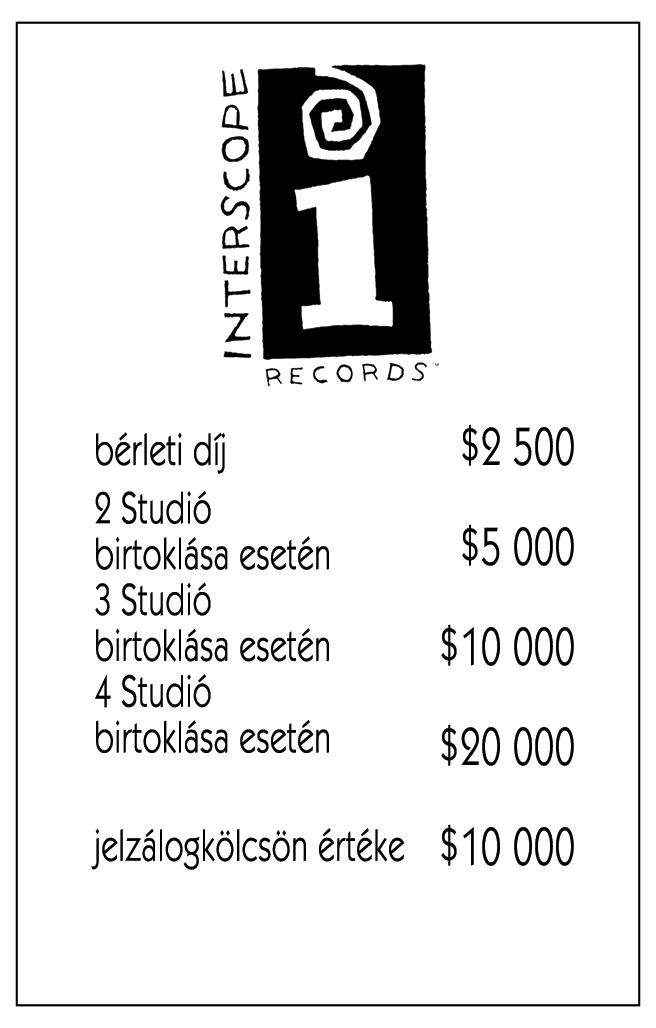 INTERSCOPE
RECORDS™
bérleti díj $2 500
2 Studió
birtoklása esetén $5 000
3 Studió
birtoklása esetén $10 000
4 Studió
birtoklása esetén $20 000
jelzálogkölcsön értéke $10 000